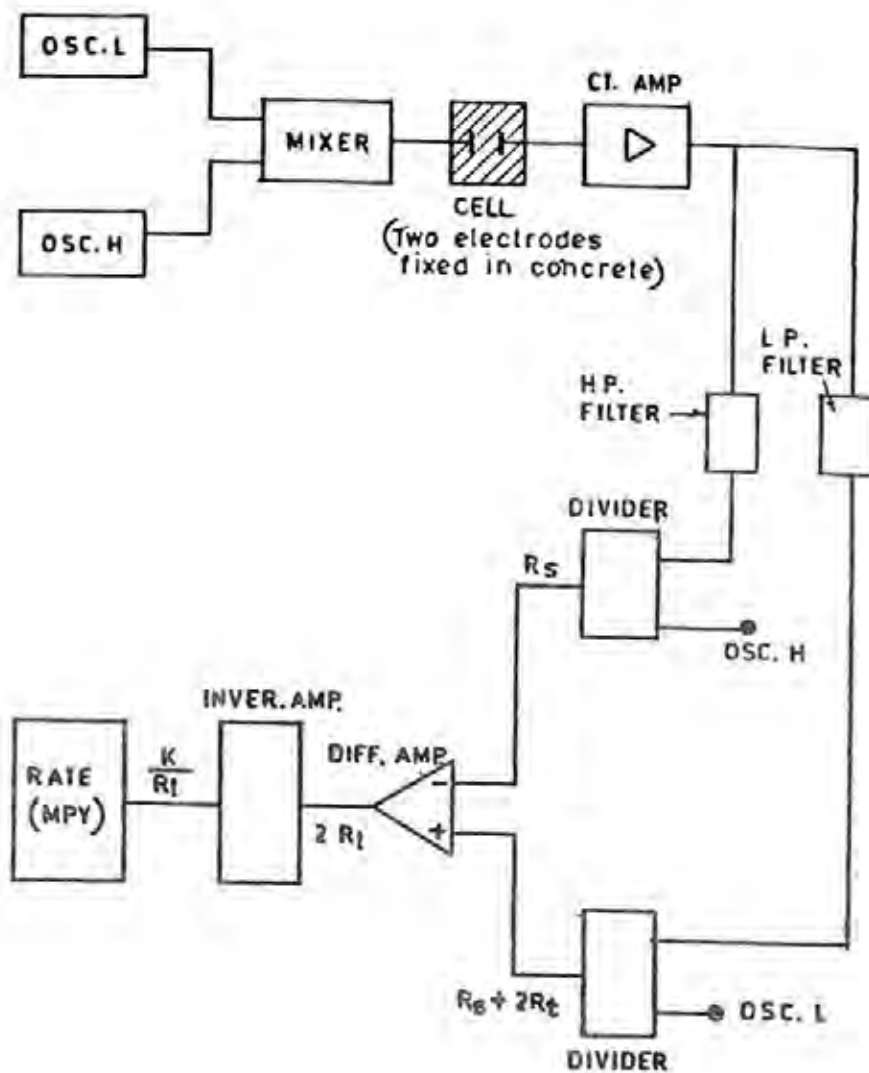 OSC. L
OSC. H
MIXER
CELL
(Two electrodes
fixed in concrete)
CI. AMP
H P.
FILTER
L P.
FILTER
DIVIDER
Rs
OSC. H
INVER. AMP.
DIFF. AMP
-
+
2 Rt
K
Rt
RATE
(MPY)
Rs + 2Rt
OSC. L
DIVIDER